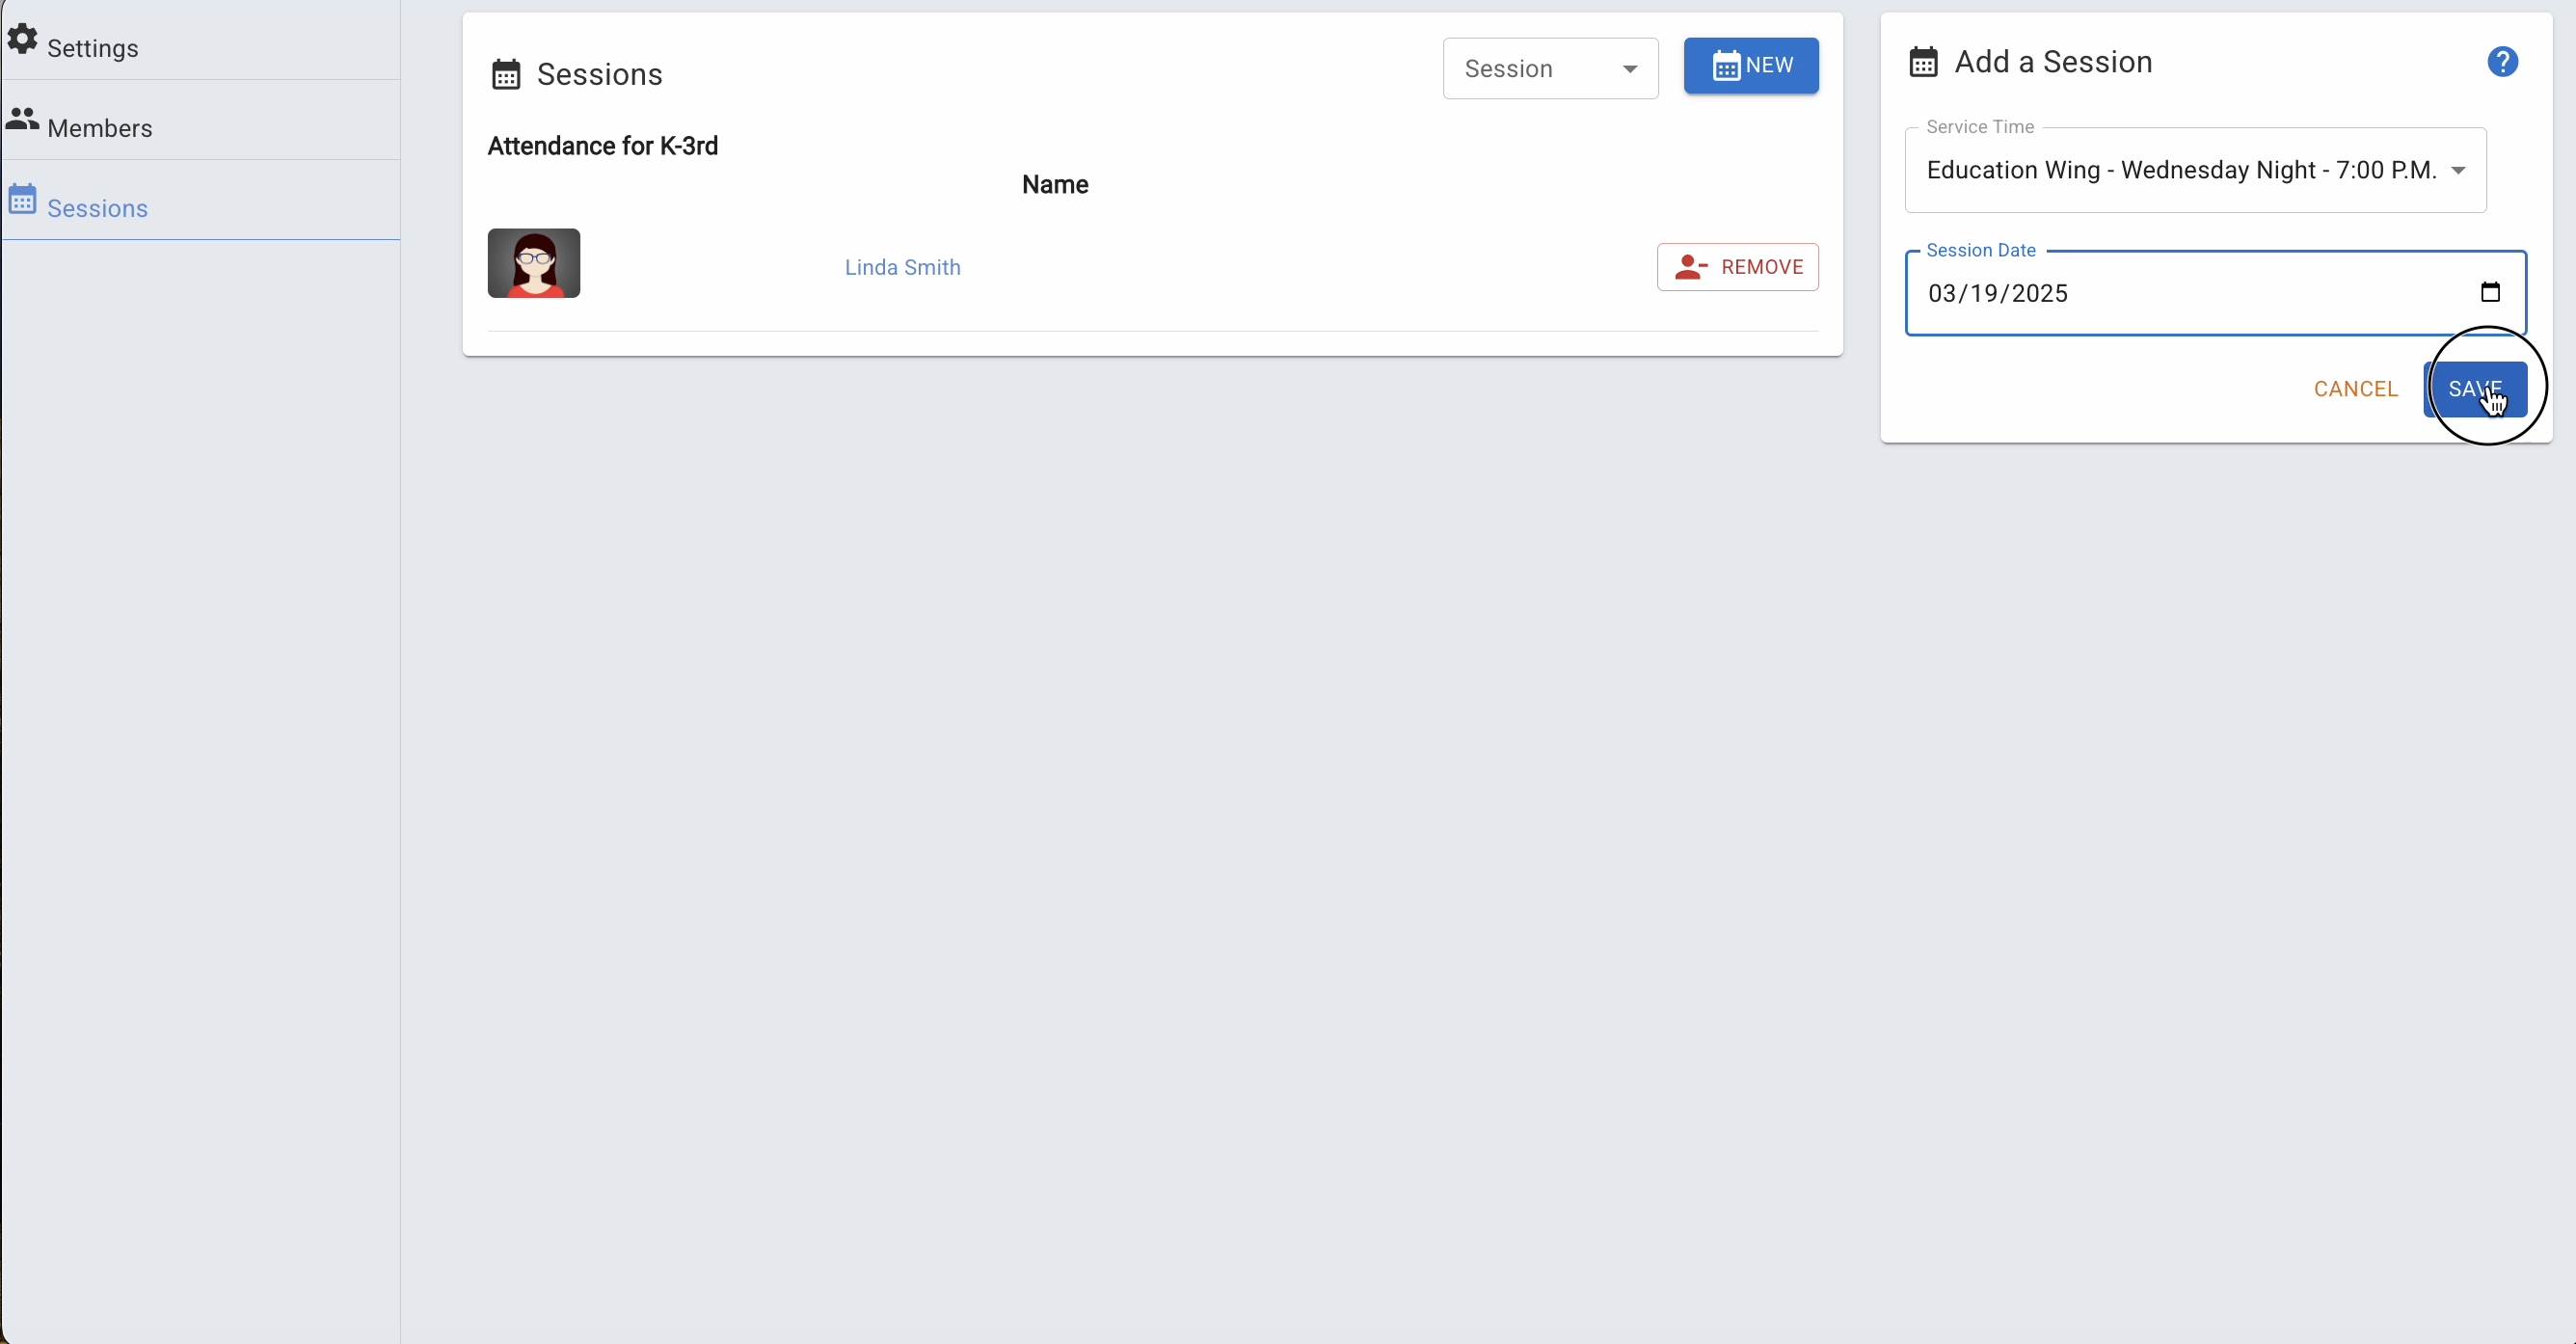 Settings
Members
Sessions
Sessions
Session
NEW
Attendance for K-3rd
Name
Linda Smith
REMOVE
Add a Session
?
Service Time
Education Wing - Wednesday Night - 7:00 P.M.
Session Date
03/19/2025
CANCEL
SAVE